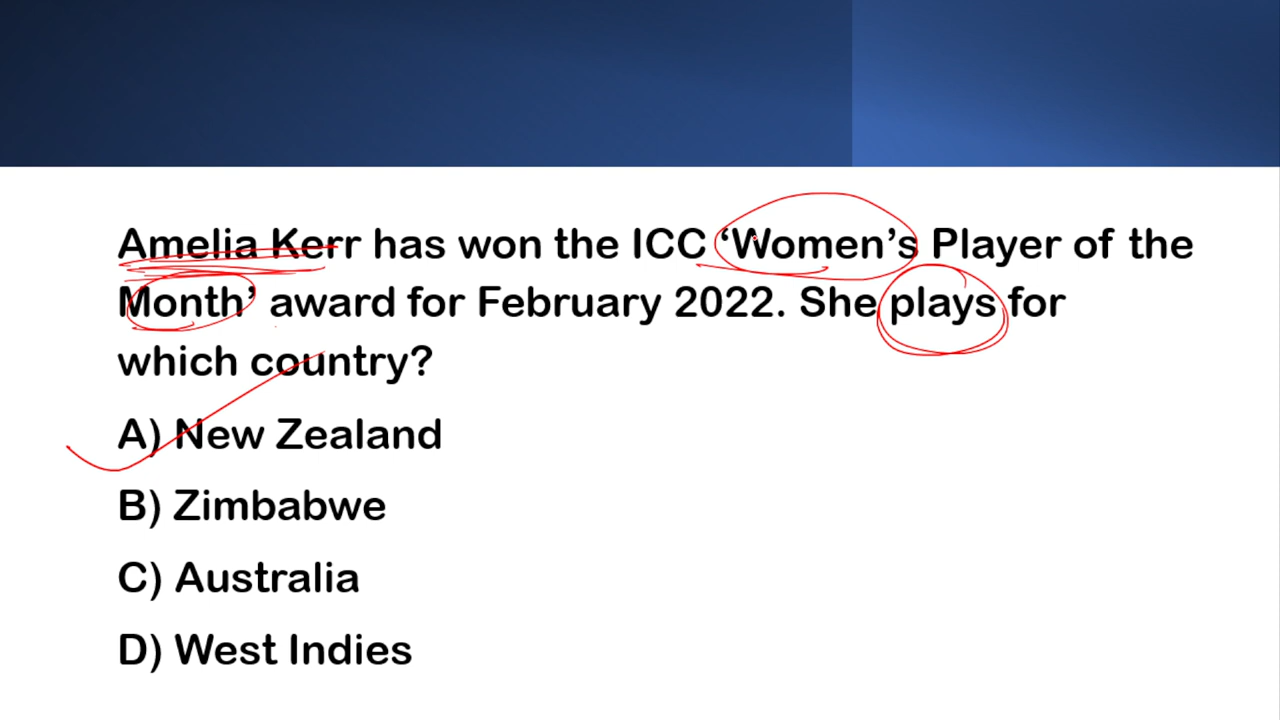 Amelia Kerr has won the ICC ‘Women’s Player of the
Month’ award for February 2022. She plays for
which country?
A) New Zealand
B) Zimbabwe
C) Australia
D) West Indies